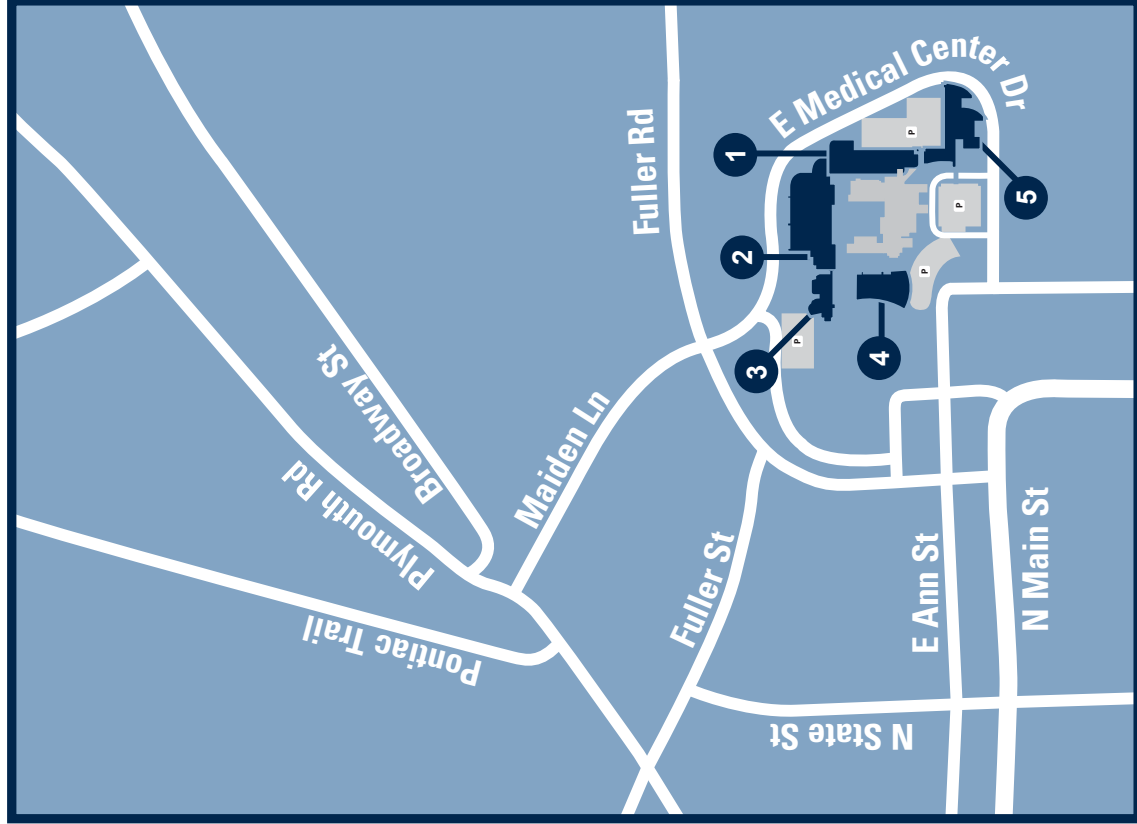 Pontiac Trail
Plymouth Rd
Broadway St
Maiden Ln
Fuller Rd
Fuller St
N State St
E Ann St
N Main St
E Medical Center Dr
1
2
3
4
5
P
P
P
P